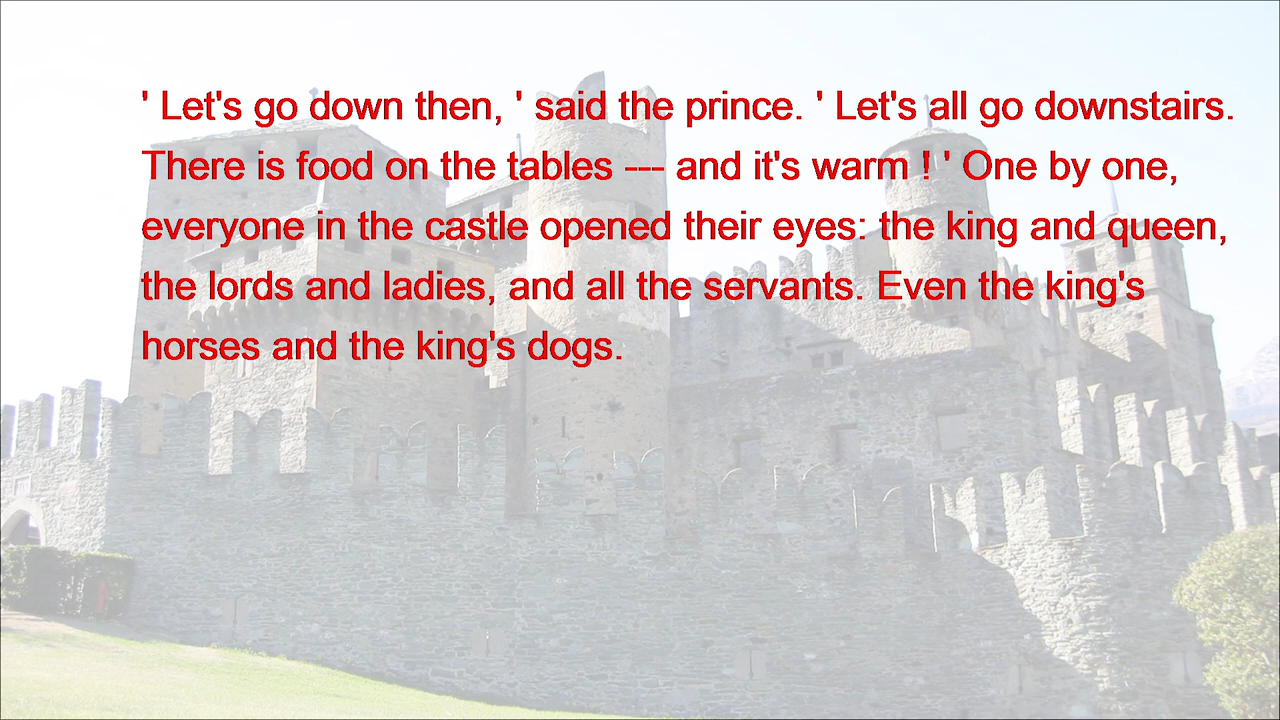 ' Let's go down then, ' said the prince. ' Let's all go downstairs.
There is food on the tables --- and it's warm ! ' One by one,
everyone in the castle opened their eyes: the king and queen,
the lords and ladies, and all the servants. Even the king's
horses and the king's dogs.